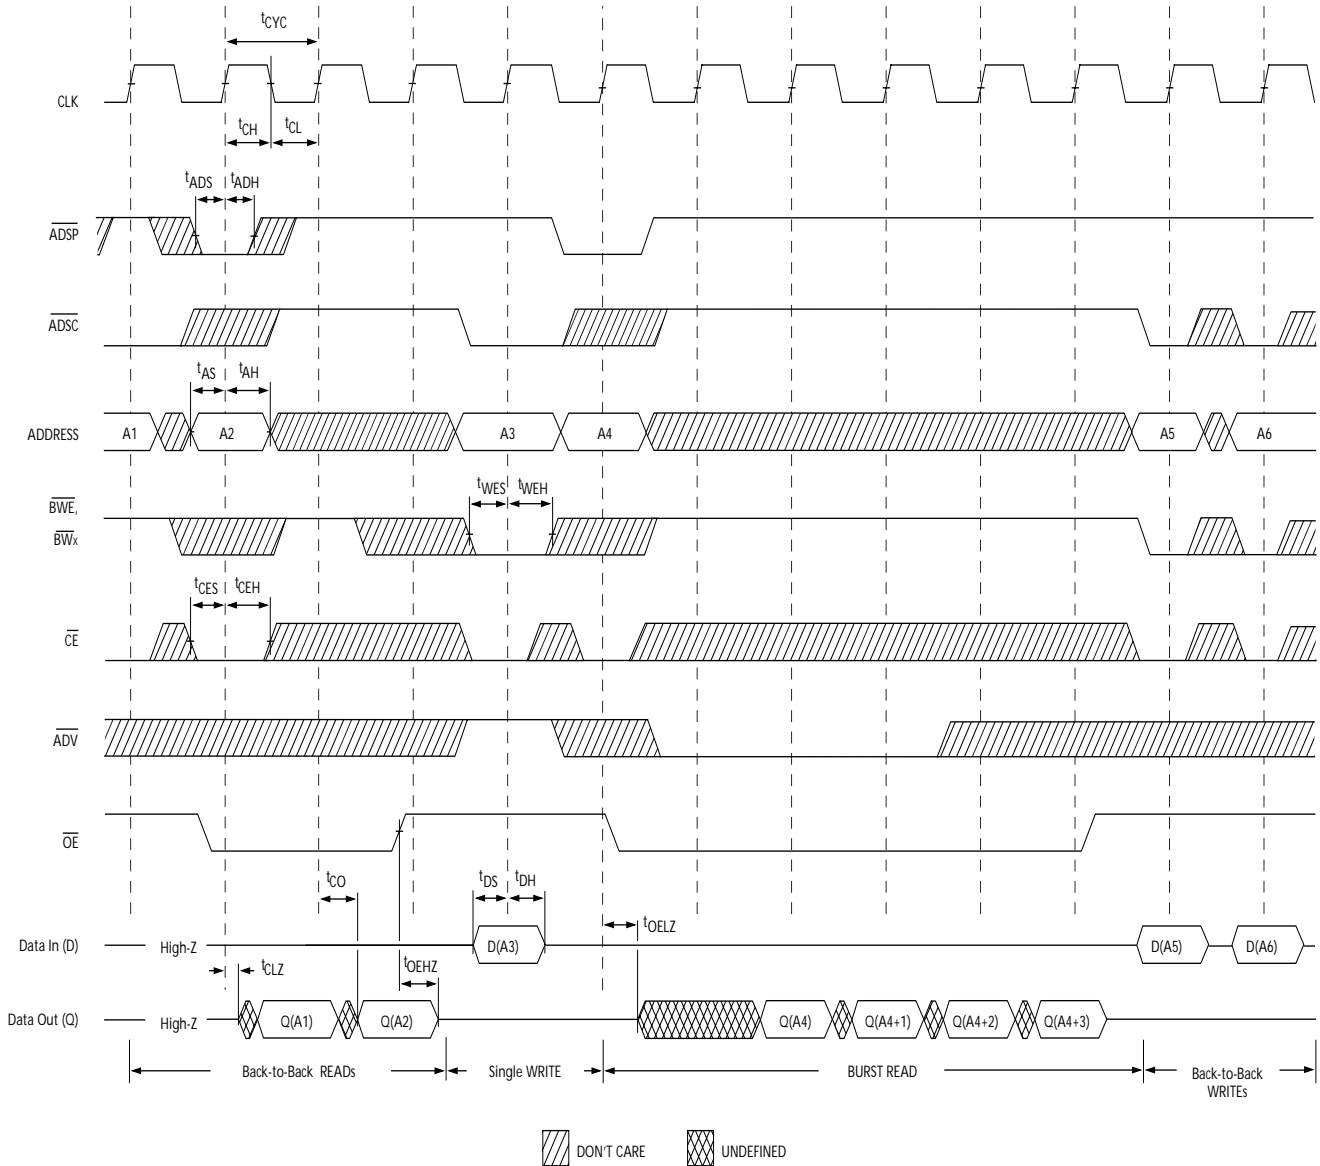 tCYC
CLK
tCH tCL
tADS tADH
ADSP
ADSC
tAS tAH
ADDRESS A1 A2 A3 A4 A5 A6
tWES tWEH
BWE,
BWx
tCES tCEH
CE
ADV
OE
tCO tDS tDH
tOELZ
Data In (D) High-Z D(A3) D(A5) D(A6)
tCLZ tOEHZ
Data Out (Q) High-Z Q(A1) Q(A2) Q(A4) Q(A4+1) Q(A4+2) Q(A4+3)
Back-to-Back READs Single WRITE BURST READ Back-to-Back
WRITEs
DON'T CARE UNDEFINED